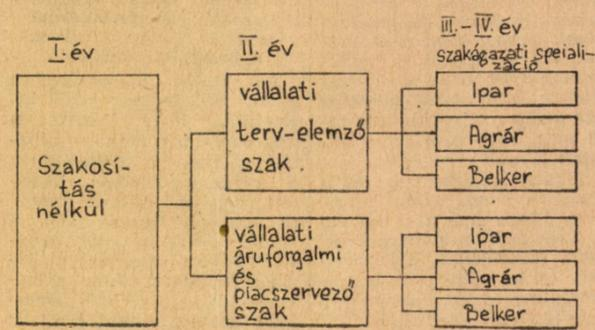 I. év
II. év
III.-IV. év
szakágazati speiali-
záció
Szakosí-
tás
nélkül
vállalati
terv-elemző
szak
Ipar
Agrár
Belker
vállalati
áruforgalmi
és
piacszervező
szak
Ipar
Agrár
Belker